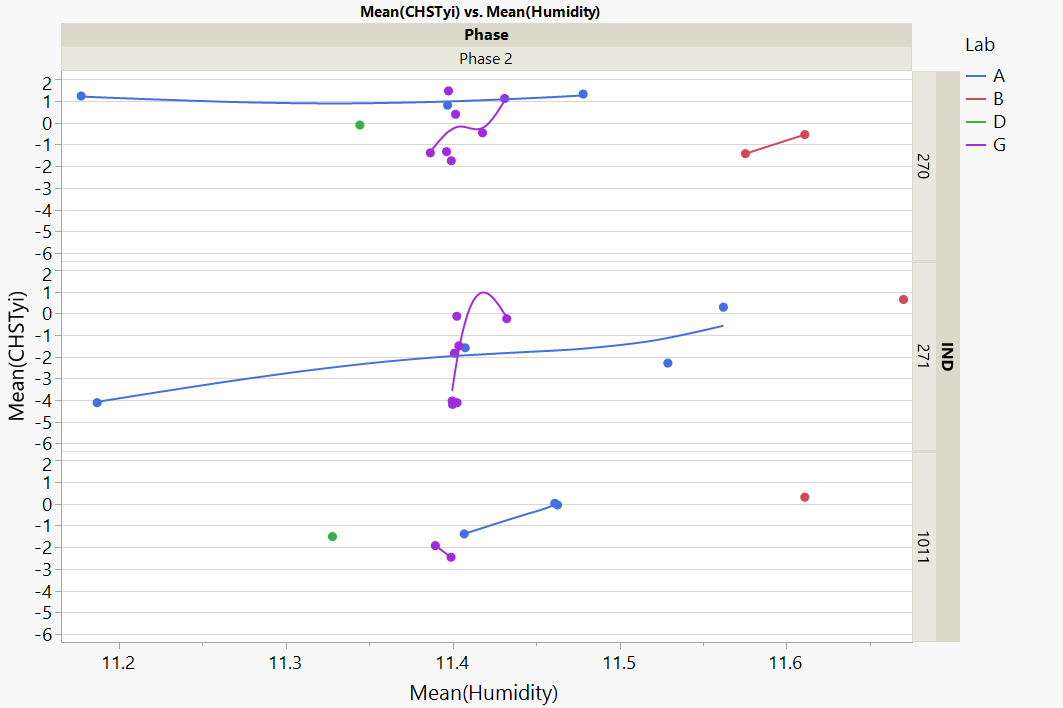 Mean(CHSTyi) vs. Mean(Humidity)
Phase
Phase 2
Lab
A
B
D
G
Mean(CHSTyi)
2
1
0
-1
-2
-3
-4
-5
-6
270
2
1
0
-1
-2
-3
-4
-5
-6
271
IND
2
1
0
-1
-2
-3
-4
-5
-6
1011
11.2 11.3 11.4 11.5 11.6
Mean(Humidity)